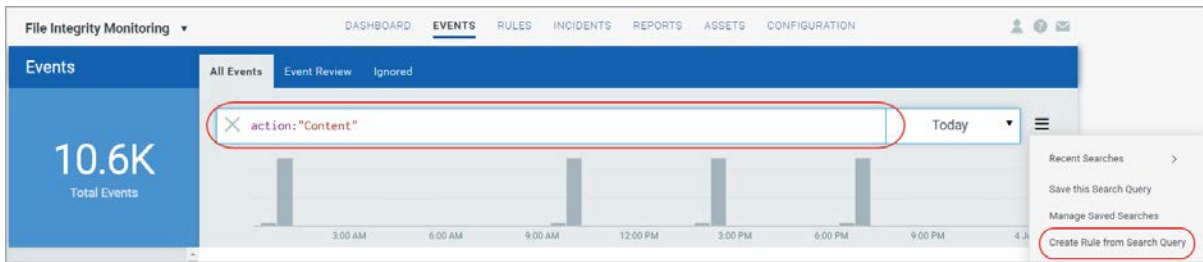 File Integrity Monitoring
DASHBOARD EVENTS RULES INCIDENTS REPORTS ASSETS CONFIGURATION
Events
All Events Event Review Ignored
action:"Content"
Today
10.6K
Total Events
Recent Searches
Save this Search Query
Manage Saved Searches
Create Rule from Search Query
3:00 AM 6:00 AM 9:00 AM 12:00 PM 3:00 PM 6:00 PM 9:00 PM 4